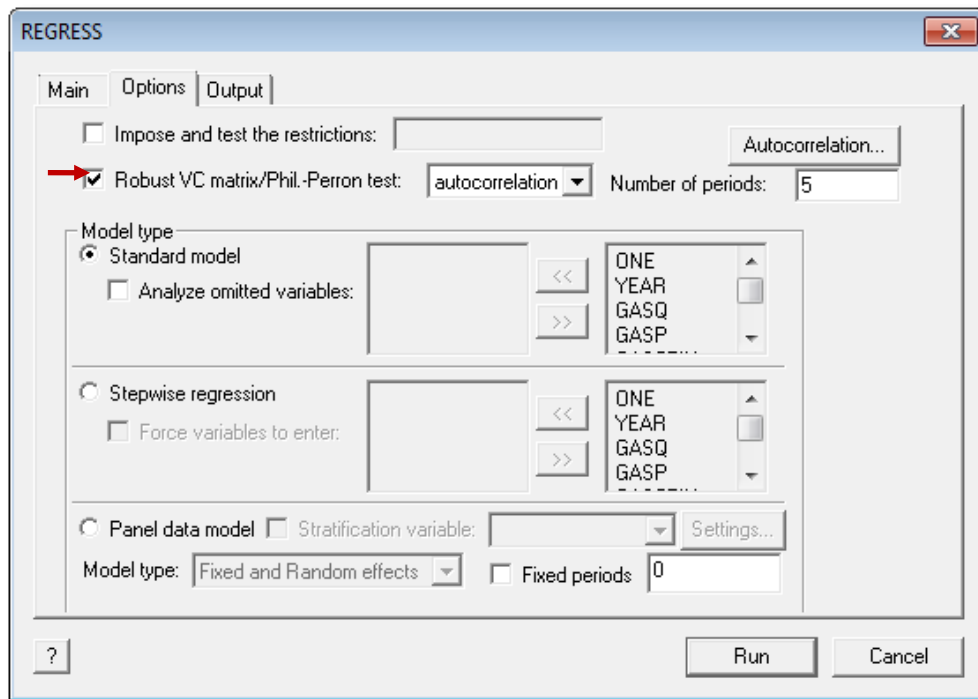 REGRESS
Main Options Output
Impose and test the restrictions:
Autocorrelation...
Robust VC matrix/Phil.-Perron test: autocorrelation Number of periods: 5
Model type
Standard model
Analyze omitted variables:
<<
>>
ONE
YEAR
GASQ
GASP
Stepwise regression
Force variables to enter:
<<
>>
ONE
YEAR
GASQ
GASP
Panel data model Stratification variable: Settings...
Model type: Fixed and Random effects Fixed periods 0
? Run Cancel